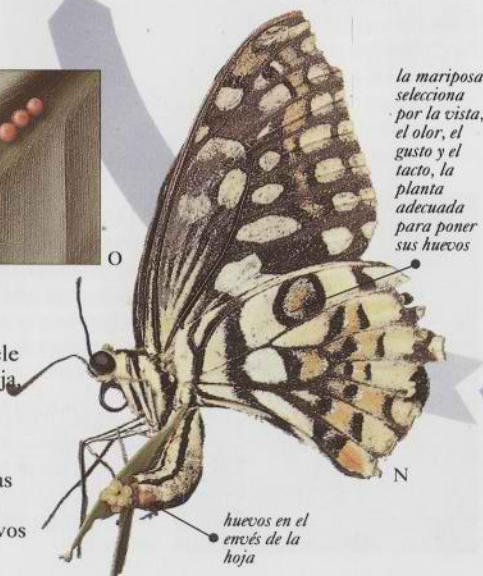 la mariposa
selecciona
por la vista,
el olor, el
gusto y el
tacto, la
planta
adecuada
para poner
sus huevos
O
N
huevos en el
envés de la
hoja